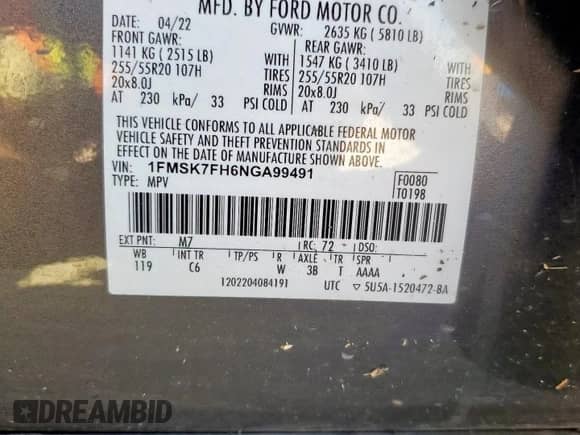 MFD. BY FORD MOTOR CO.
DATE: 04/22 GVWR: 2635 KG ( 5810 LB)
FRONT GAWR: REAR GAWR:
1141 KG ( 2515 LB) 1547 KG ( 3410 LB)
255/55R20 107H TIRES 255/55R20 107H TIRES
20x8.0J RIMS 20x8.0J RIMS
AT 230 kPa/ 33 PSI COLD AT 230 kPa/ 33 PSI COLD
THIS VEHICLE CONFORMS TO ALL APPLICABLE FEDERAL MOTOR
VEHICLE SAFETY AND BUMPER AND THEFT PREVENTION STANDARDS IN
EFFECT ON THE DATE OF MANUFACTURE SHOWN ABOVE.
VIN: 1FMSK7FH6NGA99491
TYPE: MPV
F0080
T0198
EXT PNT: M7 RC: 72 DSO:
WB INT TR TP/PS R AXLE TR SPR
119 C6 W 3B T AAAA
1202204084191 UTC ▽ 5U5A-1520472-BA
DREAMBID